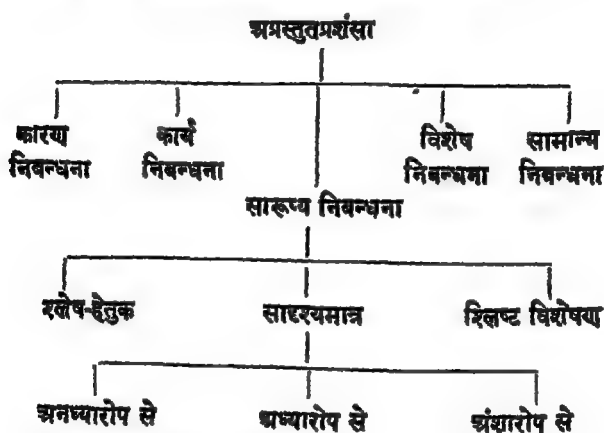 अप्रस्तुतप्रशंसा
कारण कार्य विशेष सामान्य
निबन्धना निबन्धना निबन्धना निबन्धना
सारूप्य निबन्धना
श्लेष-हेतुक सादृश्यमात्र श्लिष्ट विशेषण
अनध्यारोप से अध्यारोप से अंशारोप से